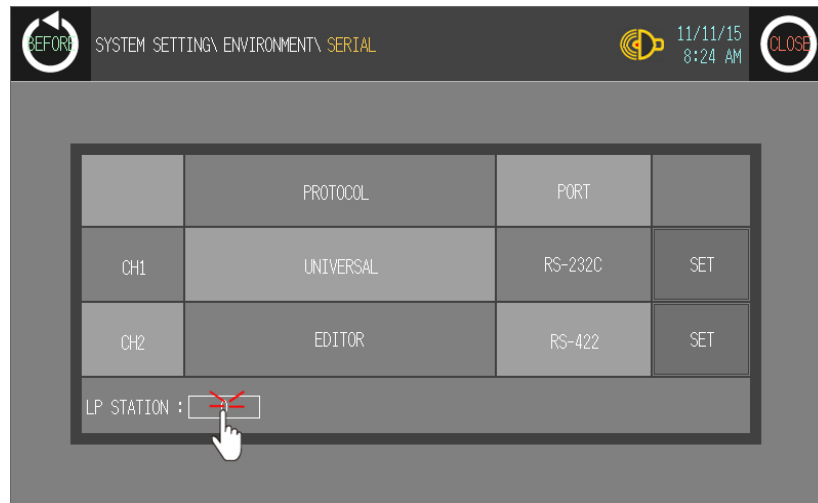 BEFORE
SYSTEM SETTING\ ENVIRONMENT\ SERIAL
11/11/15
8:24 AM
CLOSE
PROTOCOL PORT
CH1 UNIVERSAL RS-232C SET
CH2 EDITOR RS-422 SET
LP STATION :